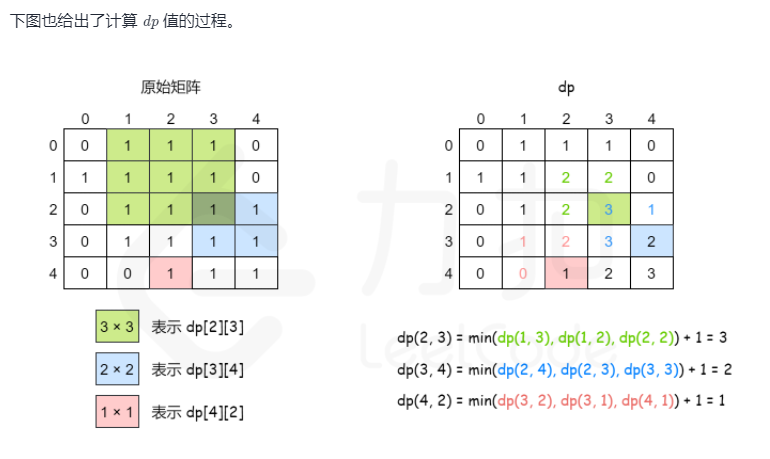 下图也给出了计算 dp 值的过程。
原始矩阵
0 1 2 3 4
0 0 1 1 1 0
1 1 1 1 1 0
2 0 1 1 1 1
3 0 1 1 1 1
4 0 0 1 1 1
dp
0 1 2 3 4
0 0 1 1 1 0
1 1 1 2 2 0
2 0 1 2 3 1
3 0 1 2 3 2
4 0 0 1 2 3
3 × 3 表示 dp[2][3]
2 × 2 表示 dp[3][4]
1 × 1 表示 dp[4][2]
dp(2, 3) = min(dp(1, 3), dp(1, 2), dp(2, 2)) + 1 = 3
dp(3, 4) = min(dp(2, 4), dp(2, 3), dp(3, 3)) + 1 = 2
dp(4, 2) = min(dp(3, 2), dp(3, 1), dp(4, 1)) + 1 = 1
力扣
LeetCode